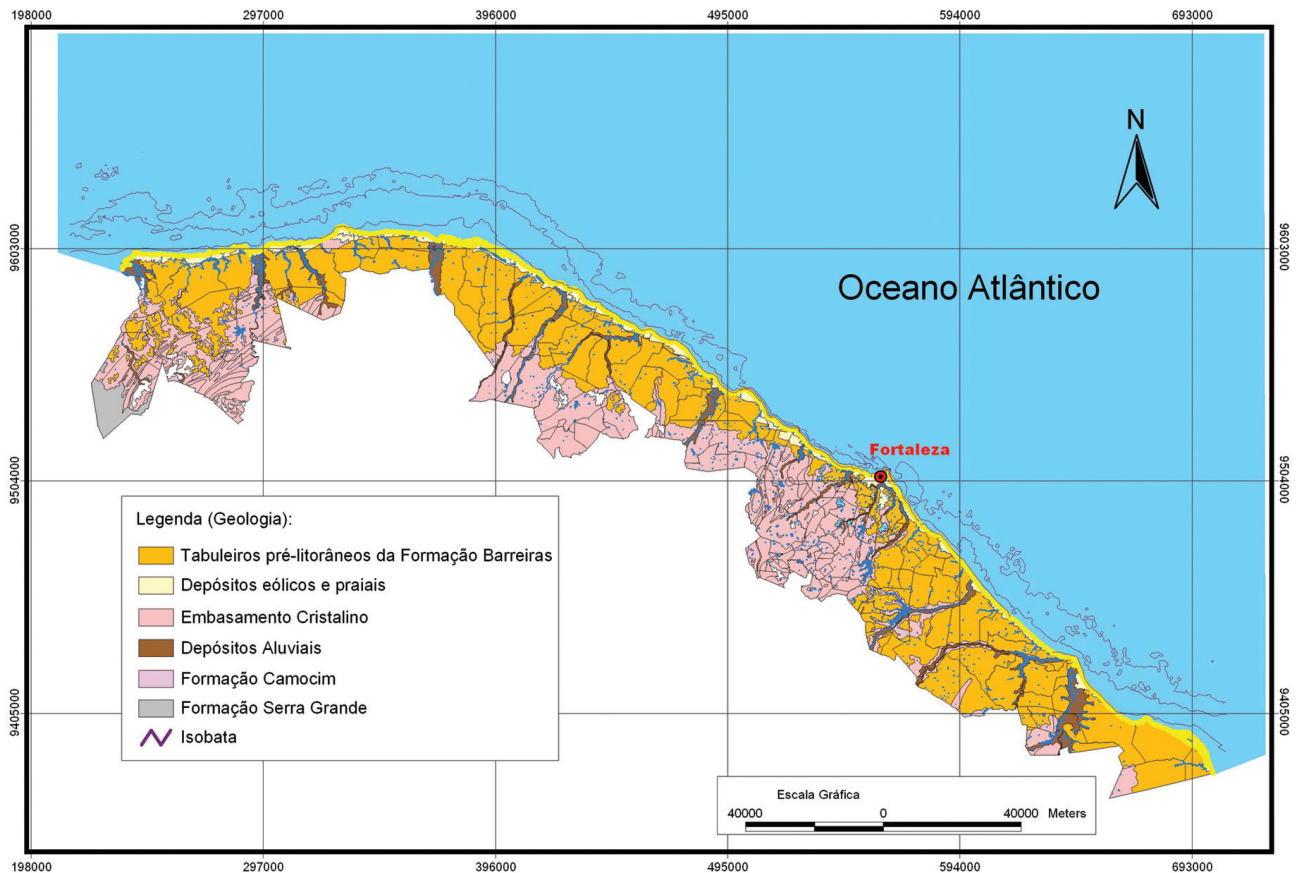 198000 297000 396000 495000 594000 693000
N
9603000 9603000
Oceano Atlântico
Fortaleza
9504000 9504000
Legenda (Geologia):
Tabuleiros pré-litorâneos da Formação Barreiras
Depósitos eólicos e praiais
Embasamento Cristalino
Depósitos Aluviais
Formação Camocim
Formação Serra Grande
Isobata
9405000 9405000
Escala Gráfica
40000 0 40000 Meters
198000 297000 396000 495000 594000 693000